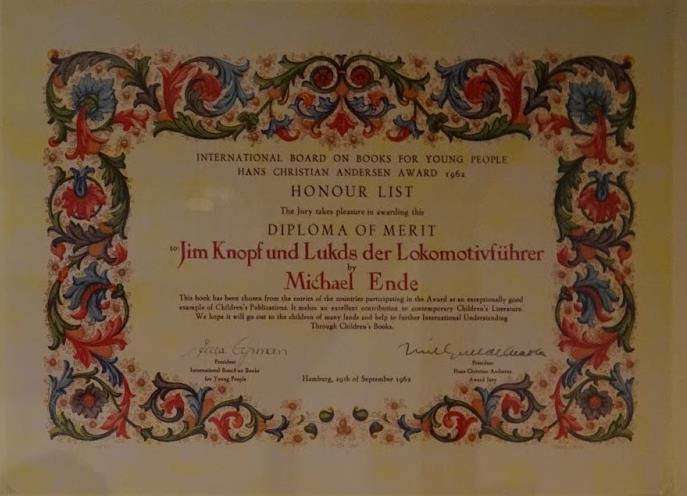 INTERNATIONAL BOARD ON BOOKS FOR YOUNG PEOPLE
HANS CHRISTIAN ANDERSEN AWARD 1962
HONOUR LIST
The Jury takes pleasure in awarding this
DIPLOMA OF MERIT
to: Jim Knopf und Lukds der Lokomotivführer
by
Michael Ende
This book has been chosen from the entries of the countries participating in the Award as an exceptionally good
example of Children's Publications. It makes an excellent contribution to contemporary Children's Literature.
We hope it will go out to the children of many lands and help to further International Understanding
Through Children's Books.
President
International Board on Books
for Young People
Hamburg, 29th of September 1962
President
Hans Christian Andersen
Award Jury